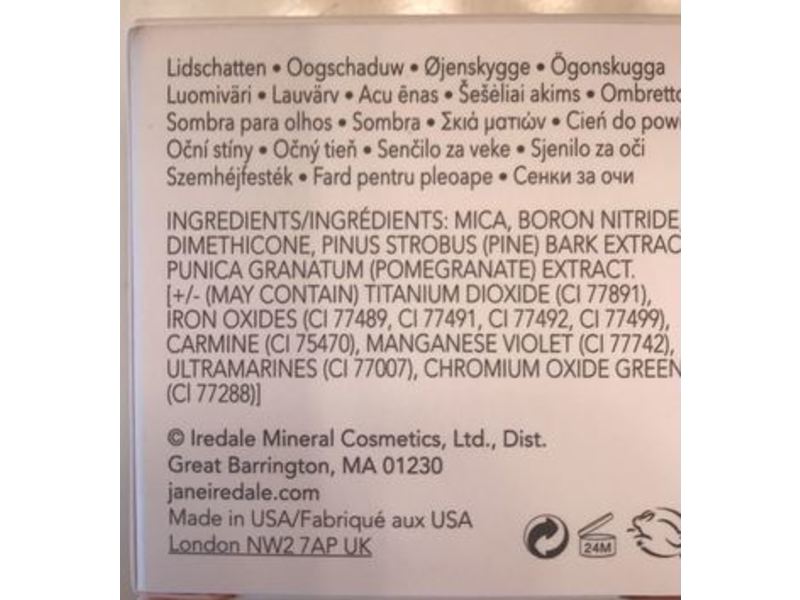 Lidschatten • Oogschaduw • Øjenskygge • Ögonskugga
Luomiväri • Lauvärv • Acu ēnas • Šešėliai akims • Ombretto
Sombra para olhos • Sombra • Σκιά ματιών • Cień do powi
Oční stíny • Očný tieň • Senčilo za veke • Sjenilo za oči
Szemhéjfesték • Fard pentru pleoape • Сенки за очи
INGREDIENTS/INGRÉDIENTS: MICA, BORON NITRIDE
DIMETHICONE, PINUS STROBUS (PINE) BARK EXTRAC
PUNICA GRANATUM (POMEGRANATE) EXTRACT.
[+/- (MAY CONTAIN) TITANIUM DIOXIDE (CI 77891),
IRON OXIDES (CI 77489, CI 77491, CI 77492, CI 77499),
CARMINE (CI 75470), MANGANESE VIOLET (CI 77742),
ULTRAMARINES (CI 77007), CHROMIUM OXIDE GREEN
(CI 77288)]
© Iredale Mineral Cosmetics, Ltd., Dist.
Great Barrington, MA 01230
janeiredale.com
Made in USA/Fabriqué aux USA
London NW2 7AP UK
24M